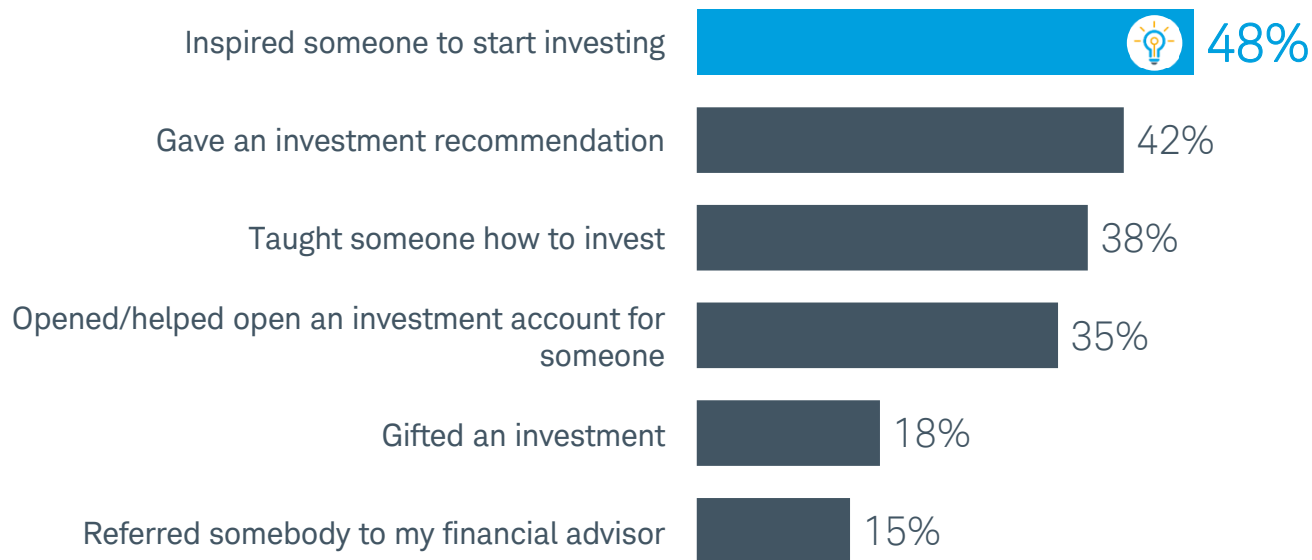 Inspired someone to start investing 48%
Gave an investment recommendation 42%
Taught someone how to invest 38%
Opened/helped open an investment account for
someone 35%
Gifted an investment 18%
Referred somebody to my financial advisor 15%